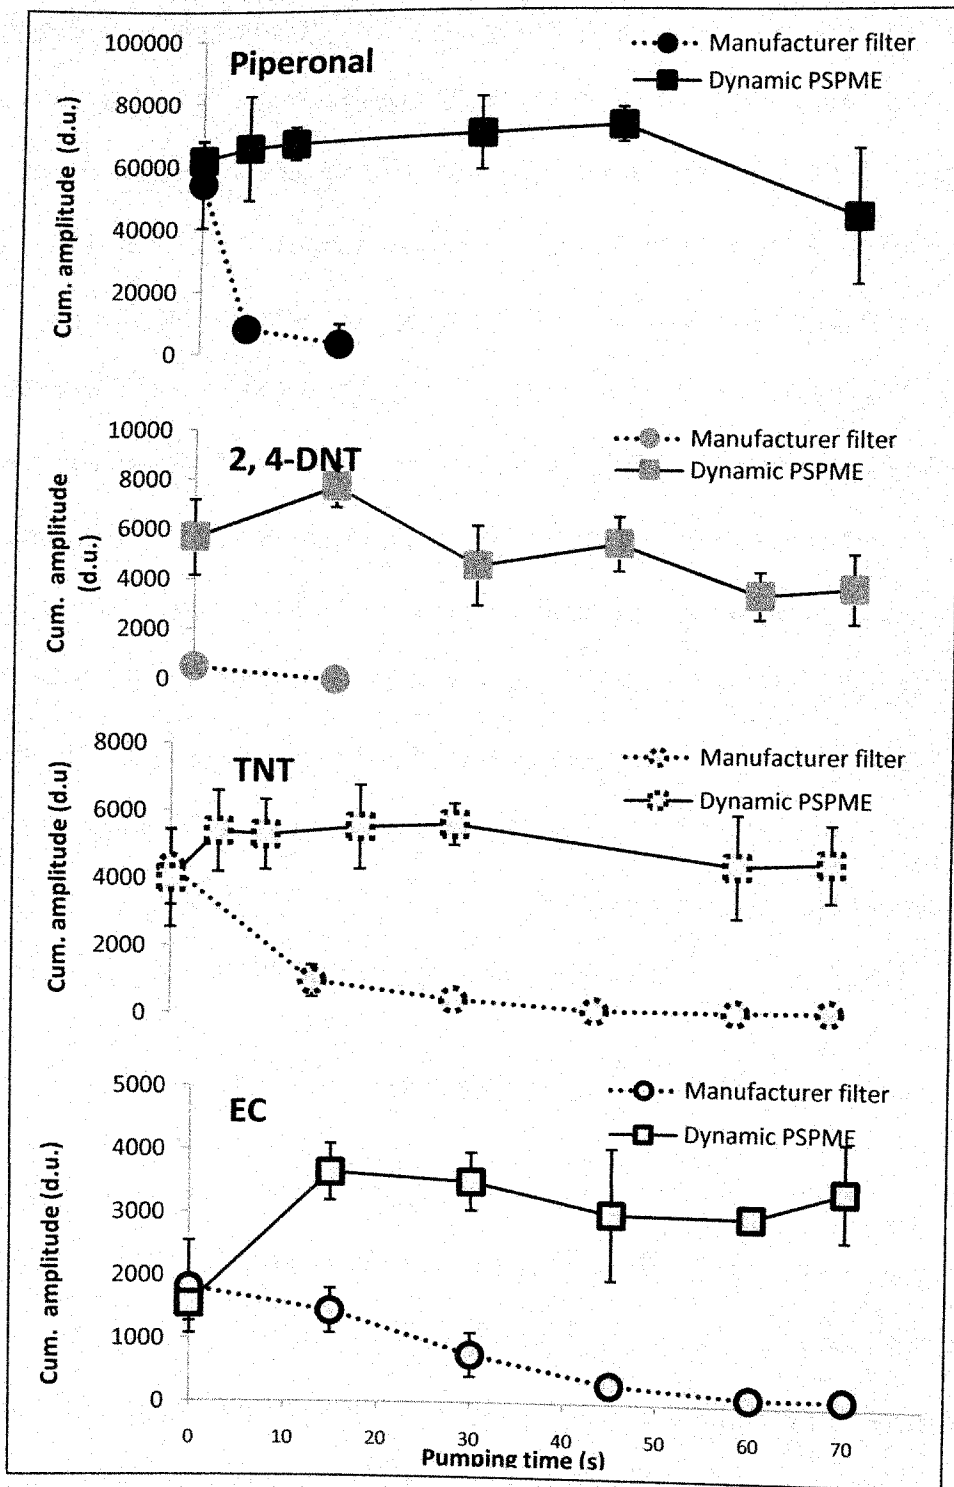 100000
80000
60000
40000
20000
0
Cum. amplitude (d.u.)
Piperonal
Manufacturer filter
Dynamic PSPME
10000
8000
6000
4000
2000
0
Cum. amplitude
(d.u.)
2, 4-DNT
Manufacturer filter
Dynamic PSPME
8000
6000
4000
2000
0
Cum. amplitude (d.u)
TNT
Manufacturer filter
Dynamic PSPME
5000
4000
3000
2000
1000
0
Cum. amplitude (d.u.)
EC
Manufacturer filter
Dynamic PSPME
0 10 20 30 40 50 60 70
Pumping time (s)